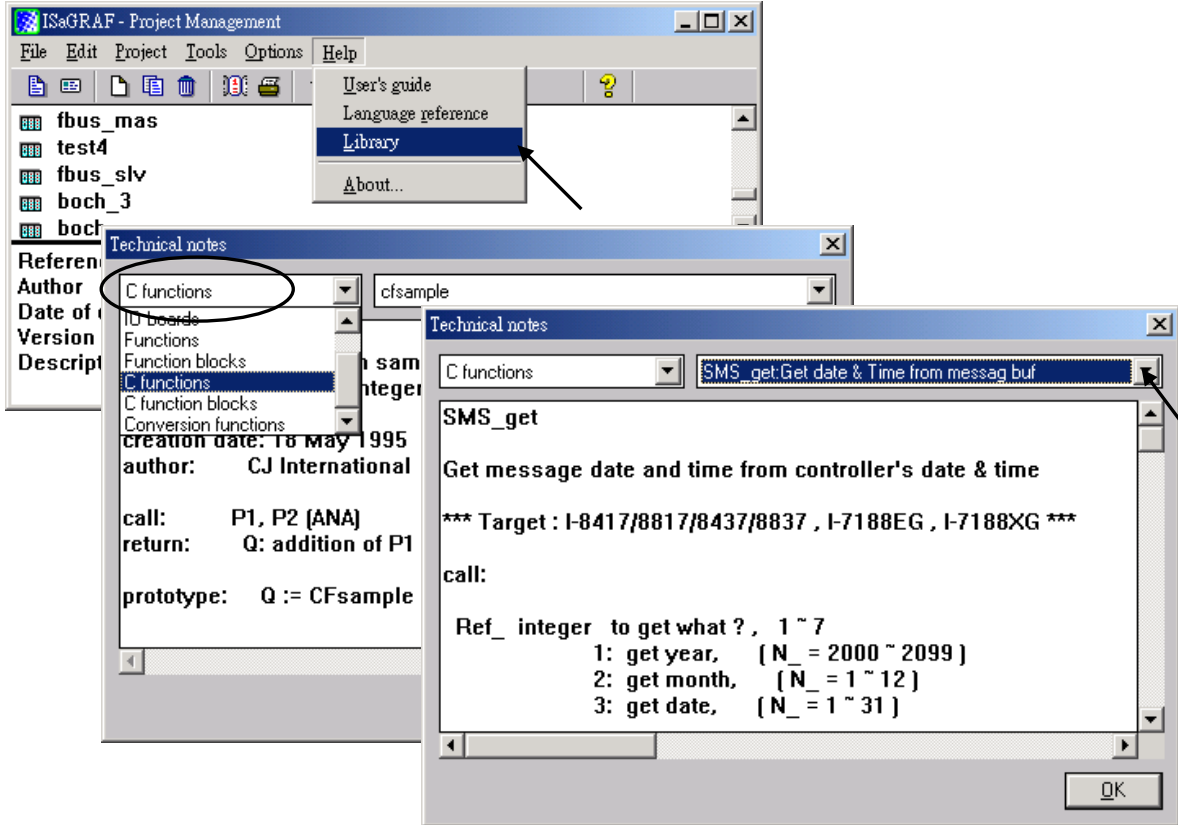 ISaGRAF - Project Management
File Edit Project Tools Options Help
User's guide
Language reference
Library
About...
fbus_mas
test4
fbus_slv
boch_3
boch
Author
Date of
Version
Technical notes
C functions
cfsample
IO boards
Functions
Function blocks
C functions
C function blocks
Conversion functions
sam
creation date: 18 May 1995
author: CJ International
call: P1, P2 (ANA)
return: Q: addition of P1
prototype: Q := CFsample
Technical notes
C functions
SMS_get:Get date & Time from messag buf
SMS_get
Get message date and time from controller's date & time
*** Target : I-8417/8817/8437/8837 , I-7188EG , I-7188XG ***
call:
Ref_ integer to get what ? , 1 ~ 7
1: get year, ( N_ = 2000 ~ 2099 )
2: get month, ( N_ = 1 ~ 12 )
3: get date, ( N_ = 1 ~ 31 )
OK